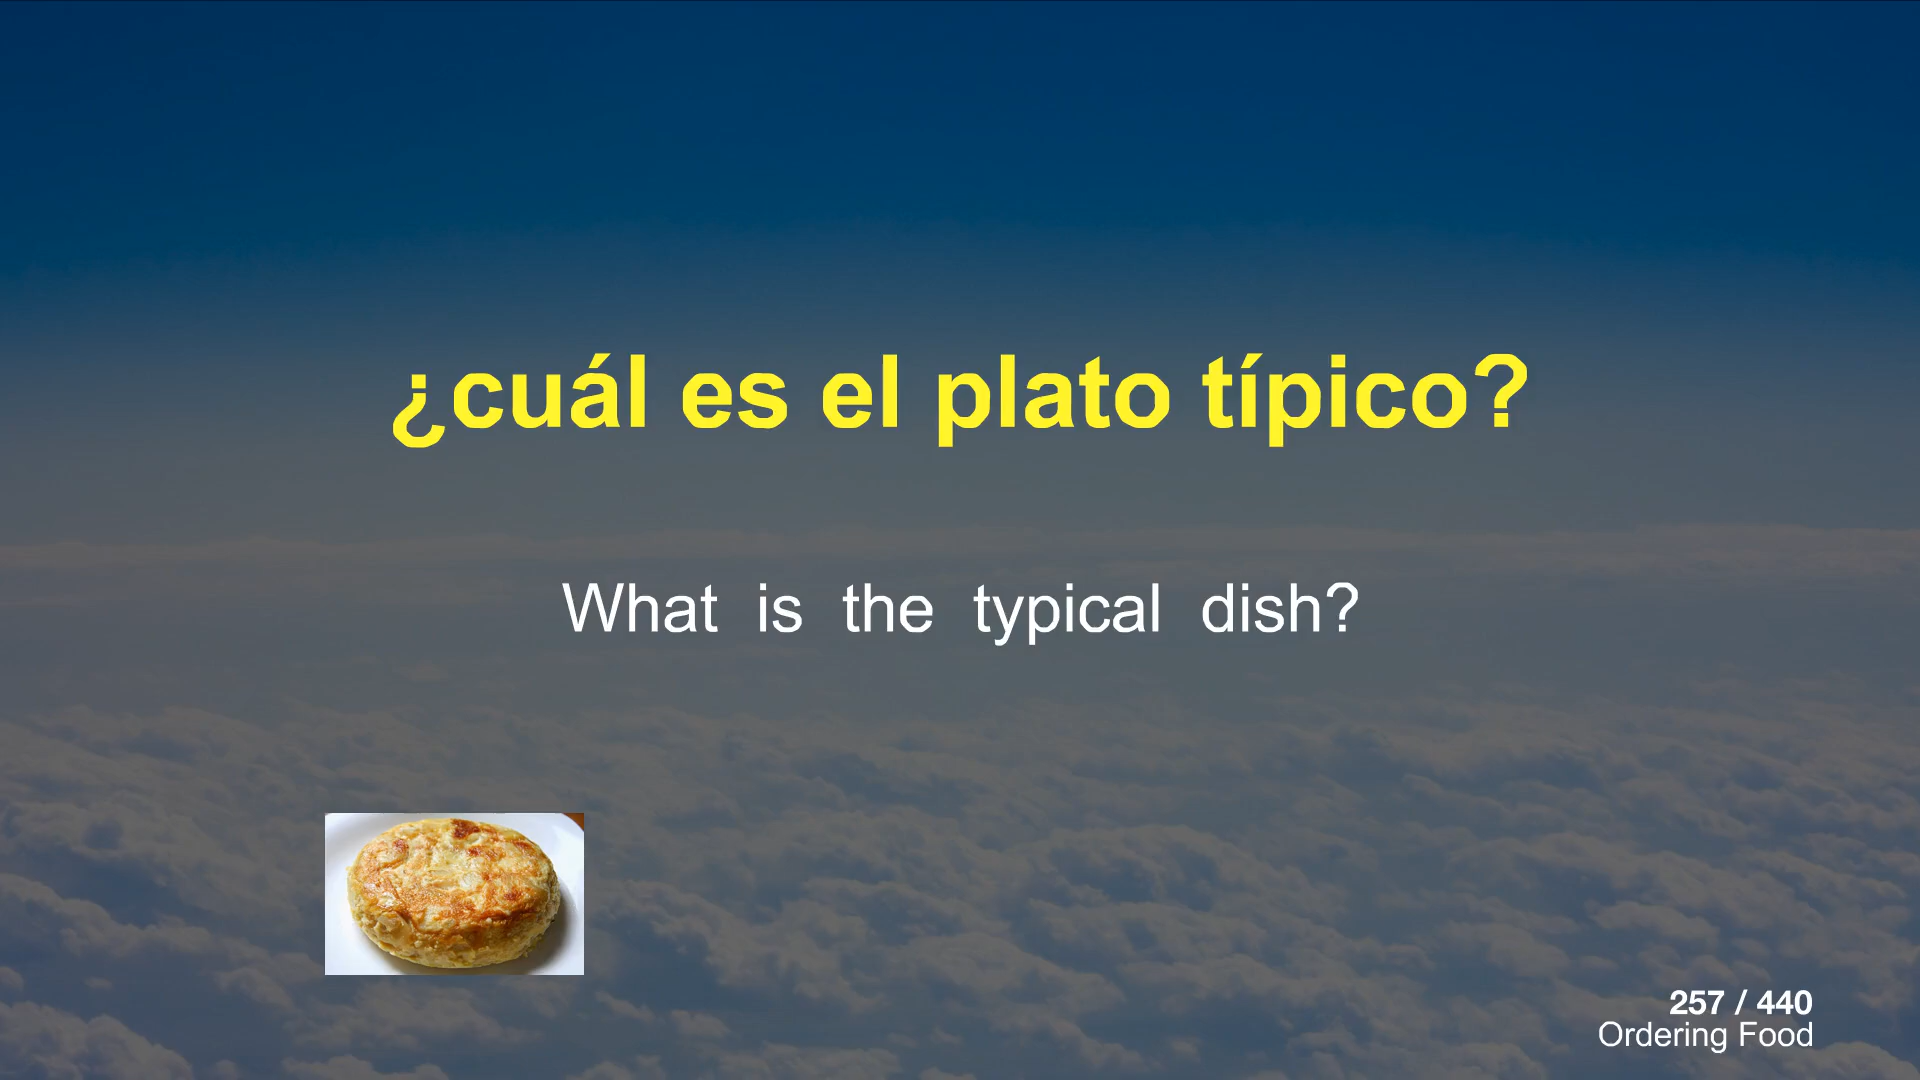 ¿cuál es el plato típico?
What is the typical dish?
257 / 440
Ordering Food